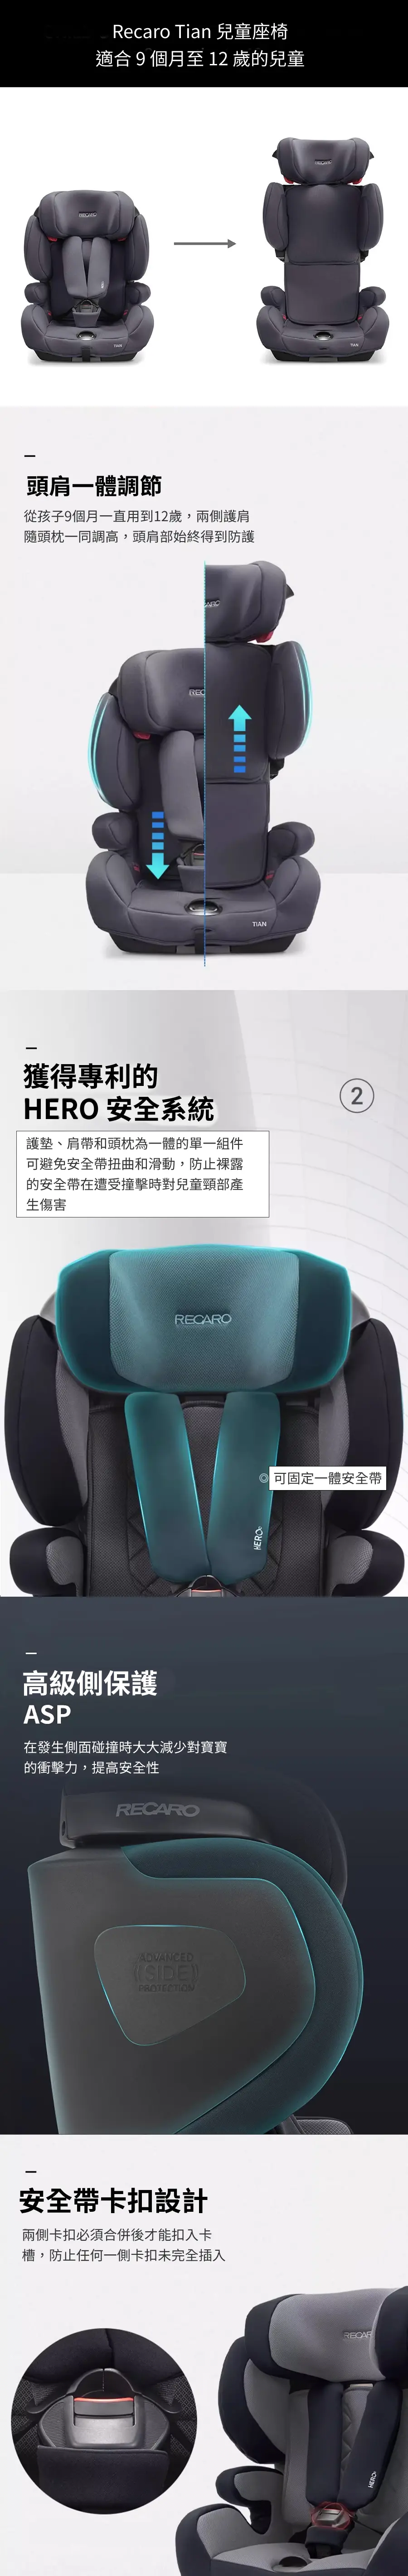 Recaro Tian 兒童座椅
適合 9 個月至 12 歲的兒童
RECARO
RECARO
TIAN
TIAN
頭肩一體調節
從孩子9個月一直用到12歲，兩側護肩
隨頭枕一同調高，頭肩部始終得到防護
ARO
REC
TIAN
獲得專利的
HERO 安全系統
2
護墊、肩帶和頭枕為一體的單一組件
可避免安全帶扭曲和滑動，防止裸露
的安全帶在遭受撞擊時對兒童頸部產
生傷害
RECARO
可固定一體安全帶
HERO
高級側保護
ASP
在發生側面碰撞時大大減少對寶寶
的衝擊力，提高安全性
RECARO
ADVANCED
SIDE
PROTECTION
安全帶卡扣設計
兩側卡扣必須合併後才能扣入卡
槽，防止任何一側卡扣未完全插入
RECAR
HERO